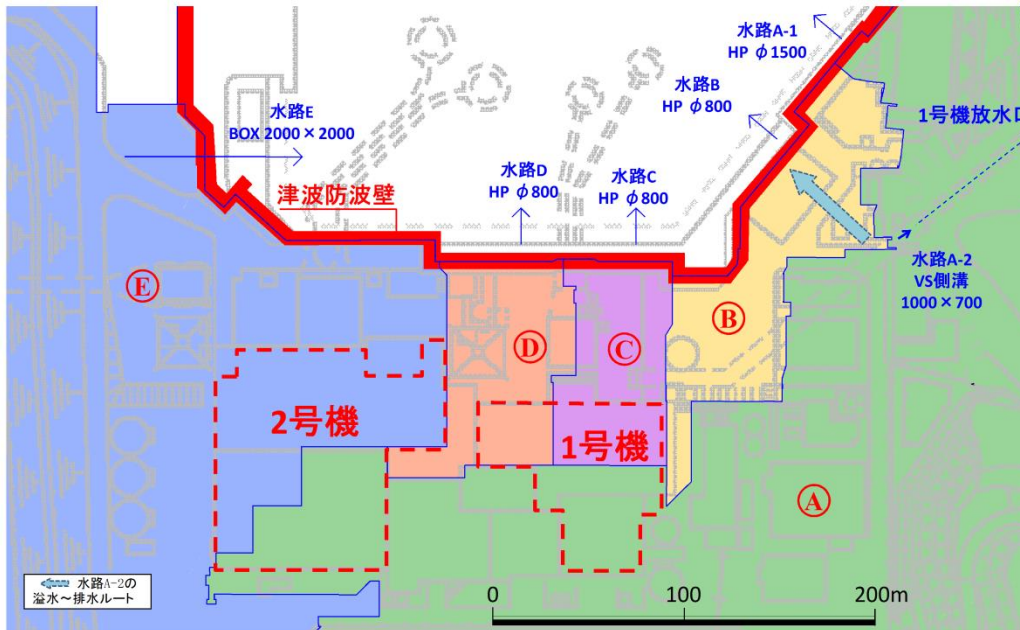 水路A-1
HP φ1500
水路B
HP φ800
水路E
BOX 2000×2000
1号機放水口
水路D
HP φ800
水路C
HP φ800
津波防波壁
水路A-2
VS側溝
1000×700
Ⓔ
Ⓓ
Ⓒ
Ⓑ
2号機
1号機
Ⓐ
水路A-2の
溢水～排水ルート
0 100 200m